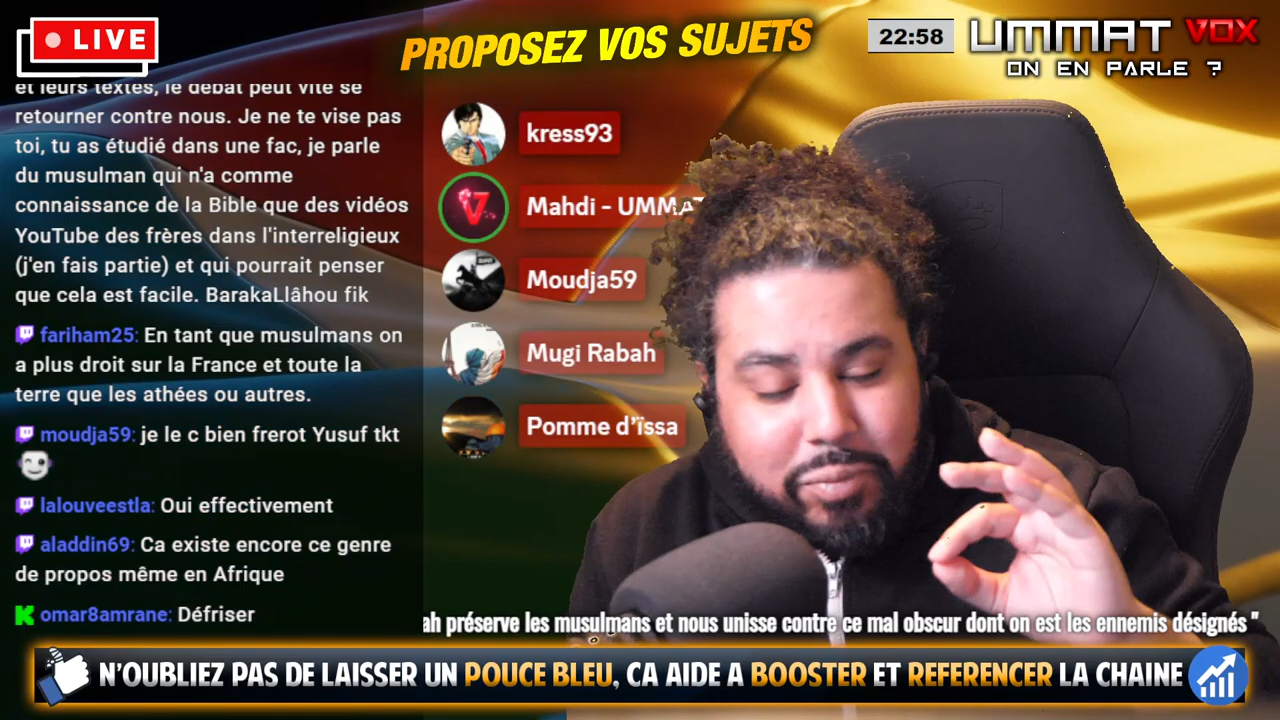 LIVE
PROPOSEZ VOS SUJETS
22:58
UMMAT VOX
ON EN PARLE ?
et leurs textes, le débat peut vite se
retourner contre nous. Je ne te vise pas
toi, tu as étudié dans une fac, je parle
du musulman qui n'a comme
connaissance de la Bible que des vidéos
YouTube des frères dans l'interreligieux
(j'en fais partie) et qui pourrait penser
que cela est facile. BarakaLlâhou fik
fariham25: En tant que musulmans on
a plus droit sur la France et toute la
terre que les athées ou autres.
moudja59: je le c bien frerot Yusuf tkt
lalouveestla: Oui effectivement
aladdin69: Ca existe encore ce genre
de propos même en Afrique
omar8amrane: Défriser
kress93
Mahdi - UMMAT
Moudja59
Mugi Rabah
Pomme d'ïssa
ah préserve les musulmans et nous unisse contre ce mal obscur dont on est les ennemis désignés "
N'OUBLIEZ PAS DE LAISSER UN POUCE BLEU, CA AIDE A BOOSTER ET REFERENCER LA CHAINE